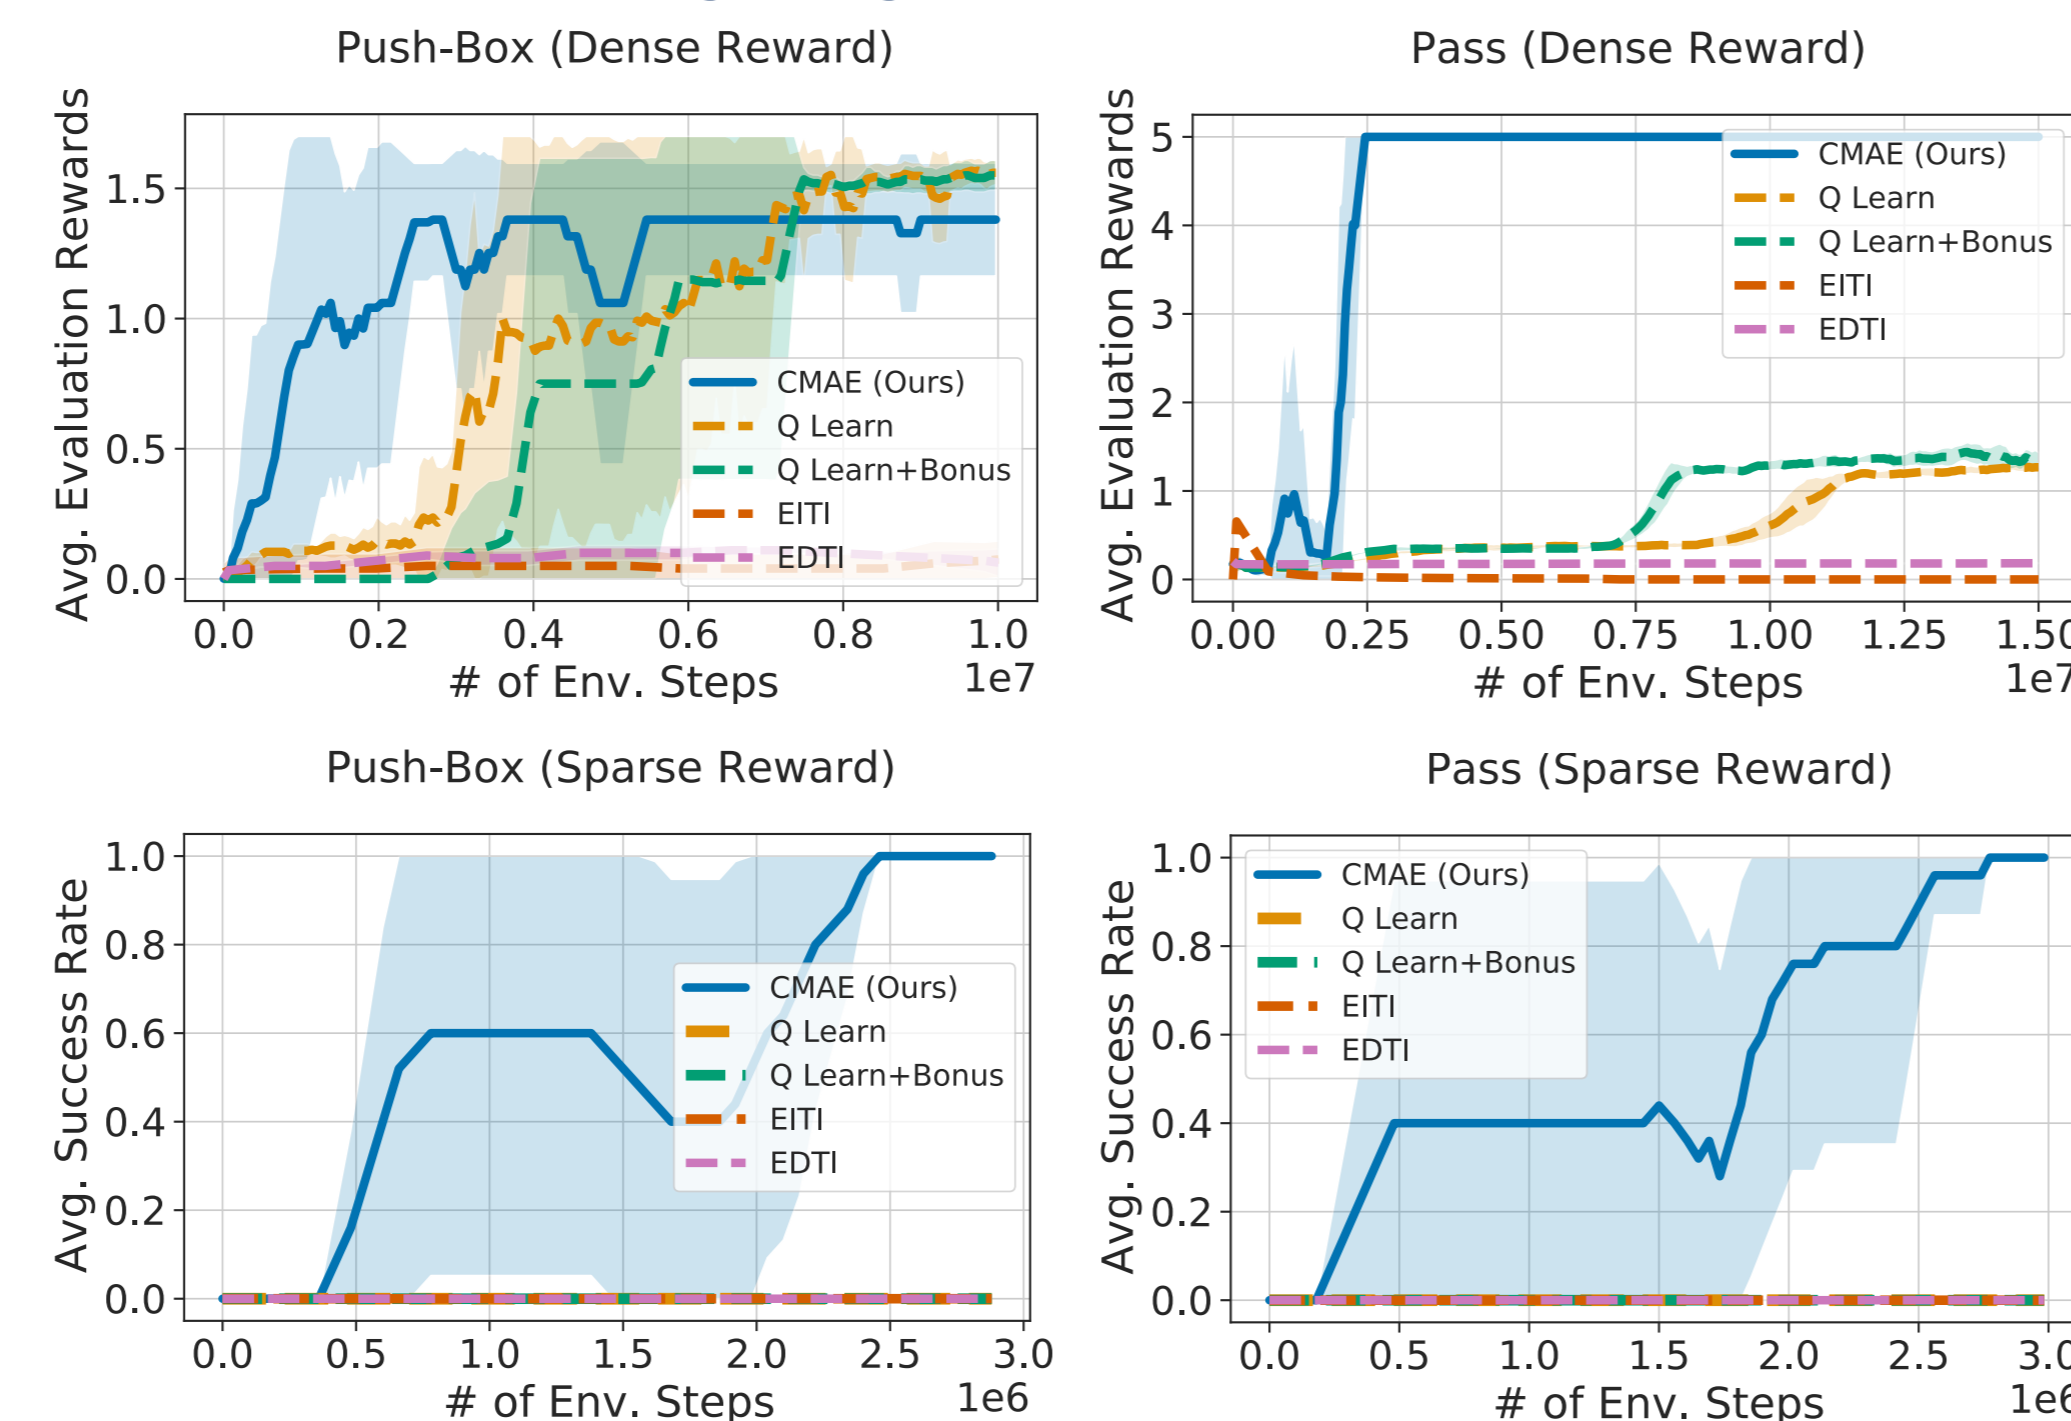 Push-Box (Dense Reward)
Avg. Evaluation Rewards
1.5
1.0
0.5
0.0
CMAE (Ours)
Q Learn
Q Learn+Bonus
EITI
EDTI
0.0 0.2 0.4 0.6 0.8 1.0
1e7
# of Env. Steps
Pass (Dense Reward)
Avg. Evaluation Rewards
5
4
3
2
1
0
CMAE (Ours)
Q Learn
Q Learn+Bonus
EITI
EDTI
0.00 0.25 0.50 0.75 1.00 1.25 1.50
1e7
# of Env. Steps
Push-Box (Sparse Reward)
Avg. Success Rate
1.0
0.8
0.6
0.4
0.2
0.0
CMAE (Ours)
Q Learn
Q Learn+Bonus
EITI
EDTI
0.0 0.5 1.0 1.5 2.0 2.5 3.0
1e6
# of Env. Steps
Pass (Sparse Reward)
Avg. Success Rate
1.0
0.8
0.6
0.4
0.2
0.0
CMAE (Ours)
Q Learn
Q Learn+Bonus
EITI
EDTI
0.0 0.5 1.0 1.5 2.0 2.5 3.0
1e6
# of Env. Steps